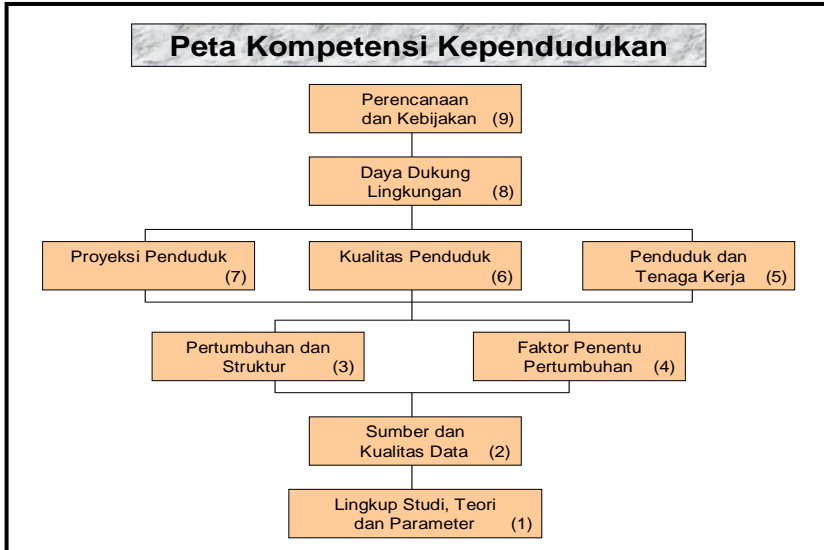 Peta Kompetensi Kependudukan
Perencanaan
dan Kebijakan (9)
Daya Dukung
Lingkungan (8)
Proyeksi Penduduk
(7)
Kualitas Penduduk
(6)
Penduduk dan
Tenaga Kerja (5)
Pertumbuhan dan
Struktur (3)
Faktor Penentu
Pertumbuhan (4)
Sumber dan
Kualitas Data (2)
Lingkup Studi, Teori
dan Parameter (1)